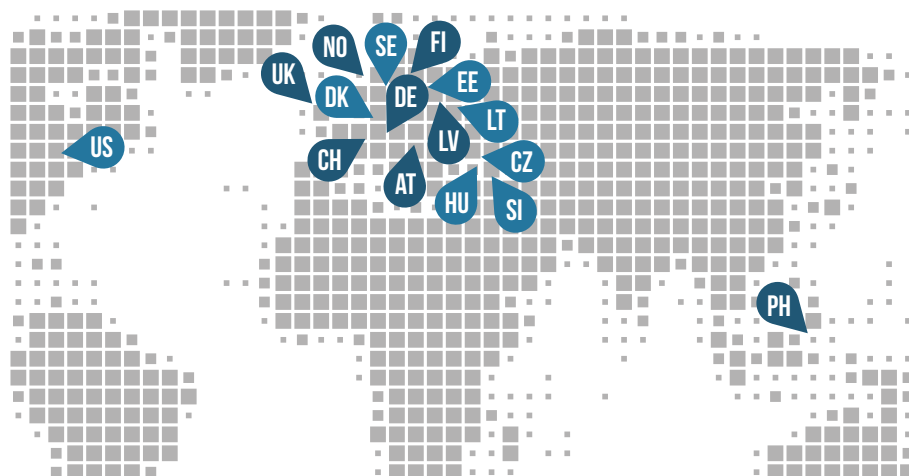 NO
SE
FI
UK
DK
DE
EE
LT
US
CH
LV
CZ
AT
HU
SI
PH